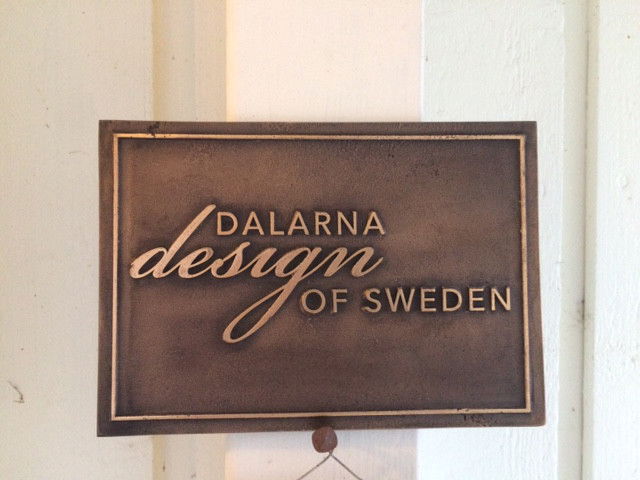 DALARNA
design
OF SWEDEN